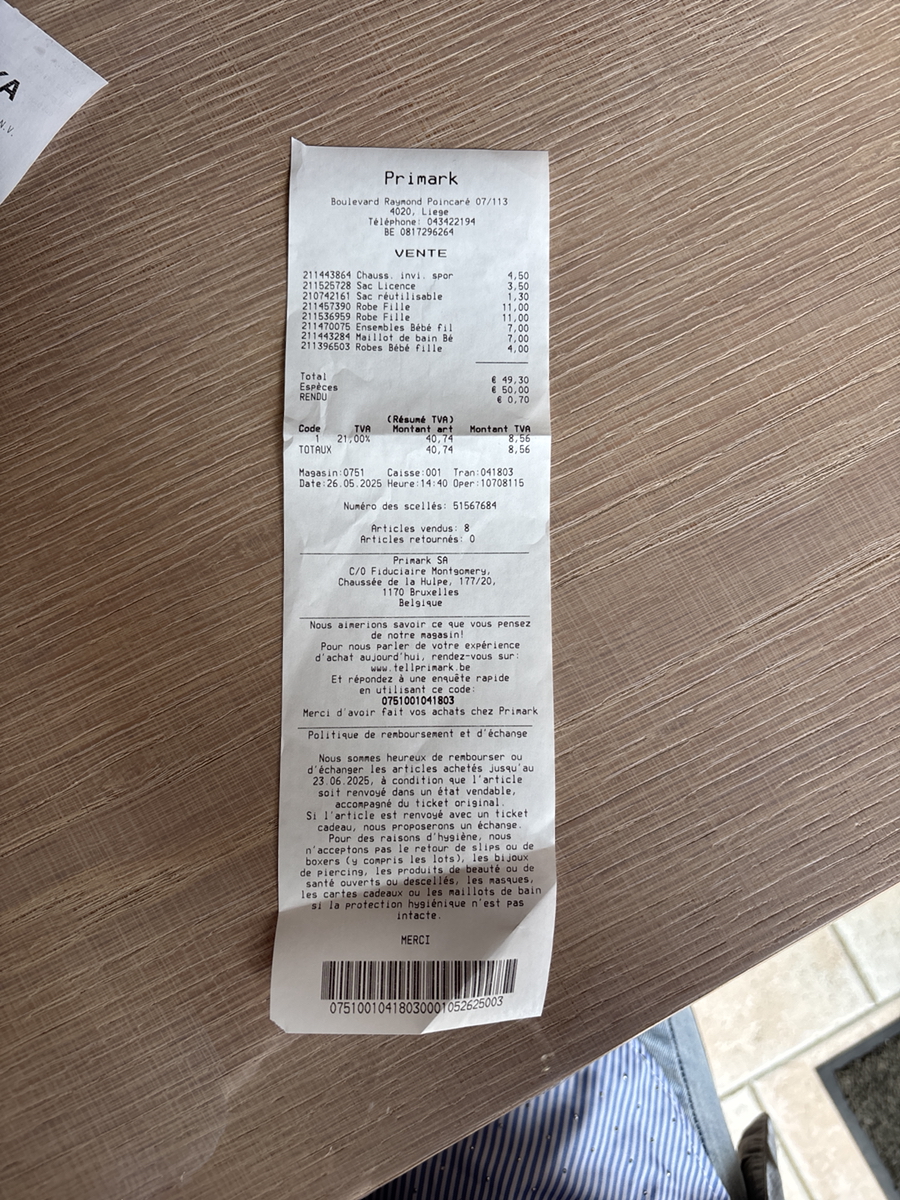 Primark
Boulevard Raymond Poincaré 07/113
4020, Liege
Téléphone: 043422194
BE 0817296264
VENTE
211443864 Chauss. invi. spor 4,50
211525728 Sac Licence 3,50
210742161 Sac réutilisable 1,30
211457390 Robe Fille 11,00
211536959 Robe Fille 11,00
211470075 Ensembles Bébé fil 7,00
211443284 Maillot de bain Bé 7,00
211396503 Robes Bébé fille 4,00
Total € 49,30
Espèces € 50,00
RENDU € 0,70
(Résumé TVA)
Code TVA Montant art Montant TVA
1 21,00% 40,74 8,56
TOTAUX 40,74 8,56
Magasin:0751 Caisse:001 Tran:041803
Date:26.05.2025 Heure:14:40 Oper:10708115
Numéro des scellés: 51567684
Articles vendus: 8
Articles retournés: 0
Primark SA
C/O Fiduciaire Montgomery,
Chaussée de la Hulpe, 177/20,
1170 Bruxelles
Belgique
Nous aimerions savoir ce que vous pensez
de notre magasin!
Pour nous parler de votre expérience
d'achat aujourd'hui, rendez-vous sur:
www.tellprimark.be
Et répondez à une enquête rapide
en utilisant ce code:
0751001041803
Merci d'avoir fait vos achats chez Primark
Politique de remboursement et d'échange
Nous sommes heureux de rembourser ou
d'échanger les articles achetés jusqu'au
23.06.2025, à condition que l'article
soit renvoyé dans un état vendable,
accompagné du ticket original.
Si l'article est renvoyé avec un ticket
cadeau, nous proposerons un échange.
Pour des raisons d'hygiène, nous
n'acceptons pas le retour de slips ou de
boxers (y compris les lots), les bijoux
de piercing, les produits de beauté ou de
santé ouverts ou descellés, les masques,
les cartes cadeaux ou les maillots de bain
si la protection hygiénique n'est pas
intacte.
MERCI
07510010418030001052625003
N.V.